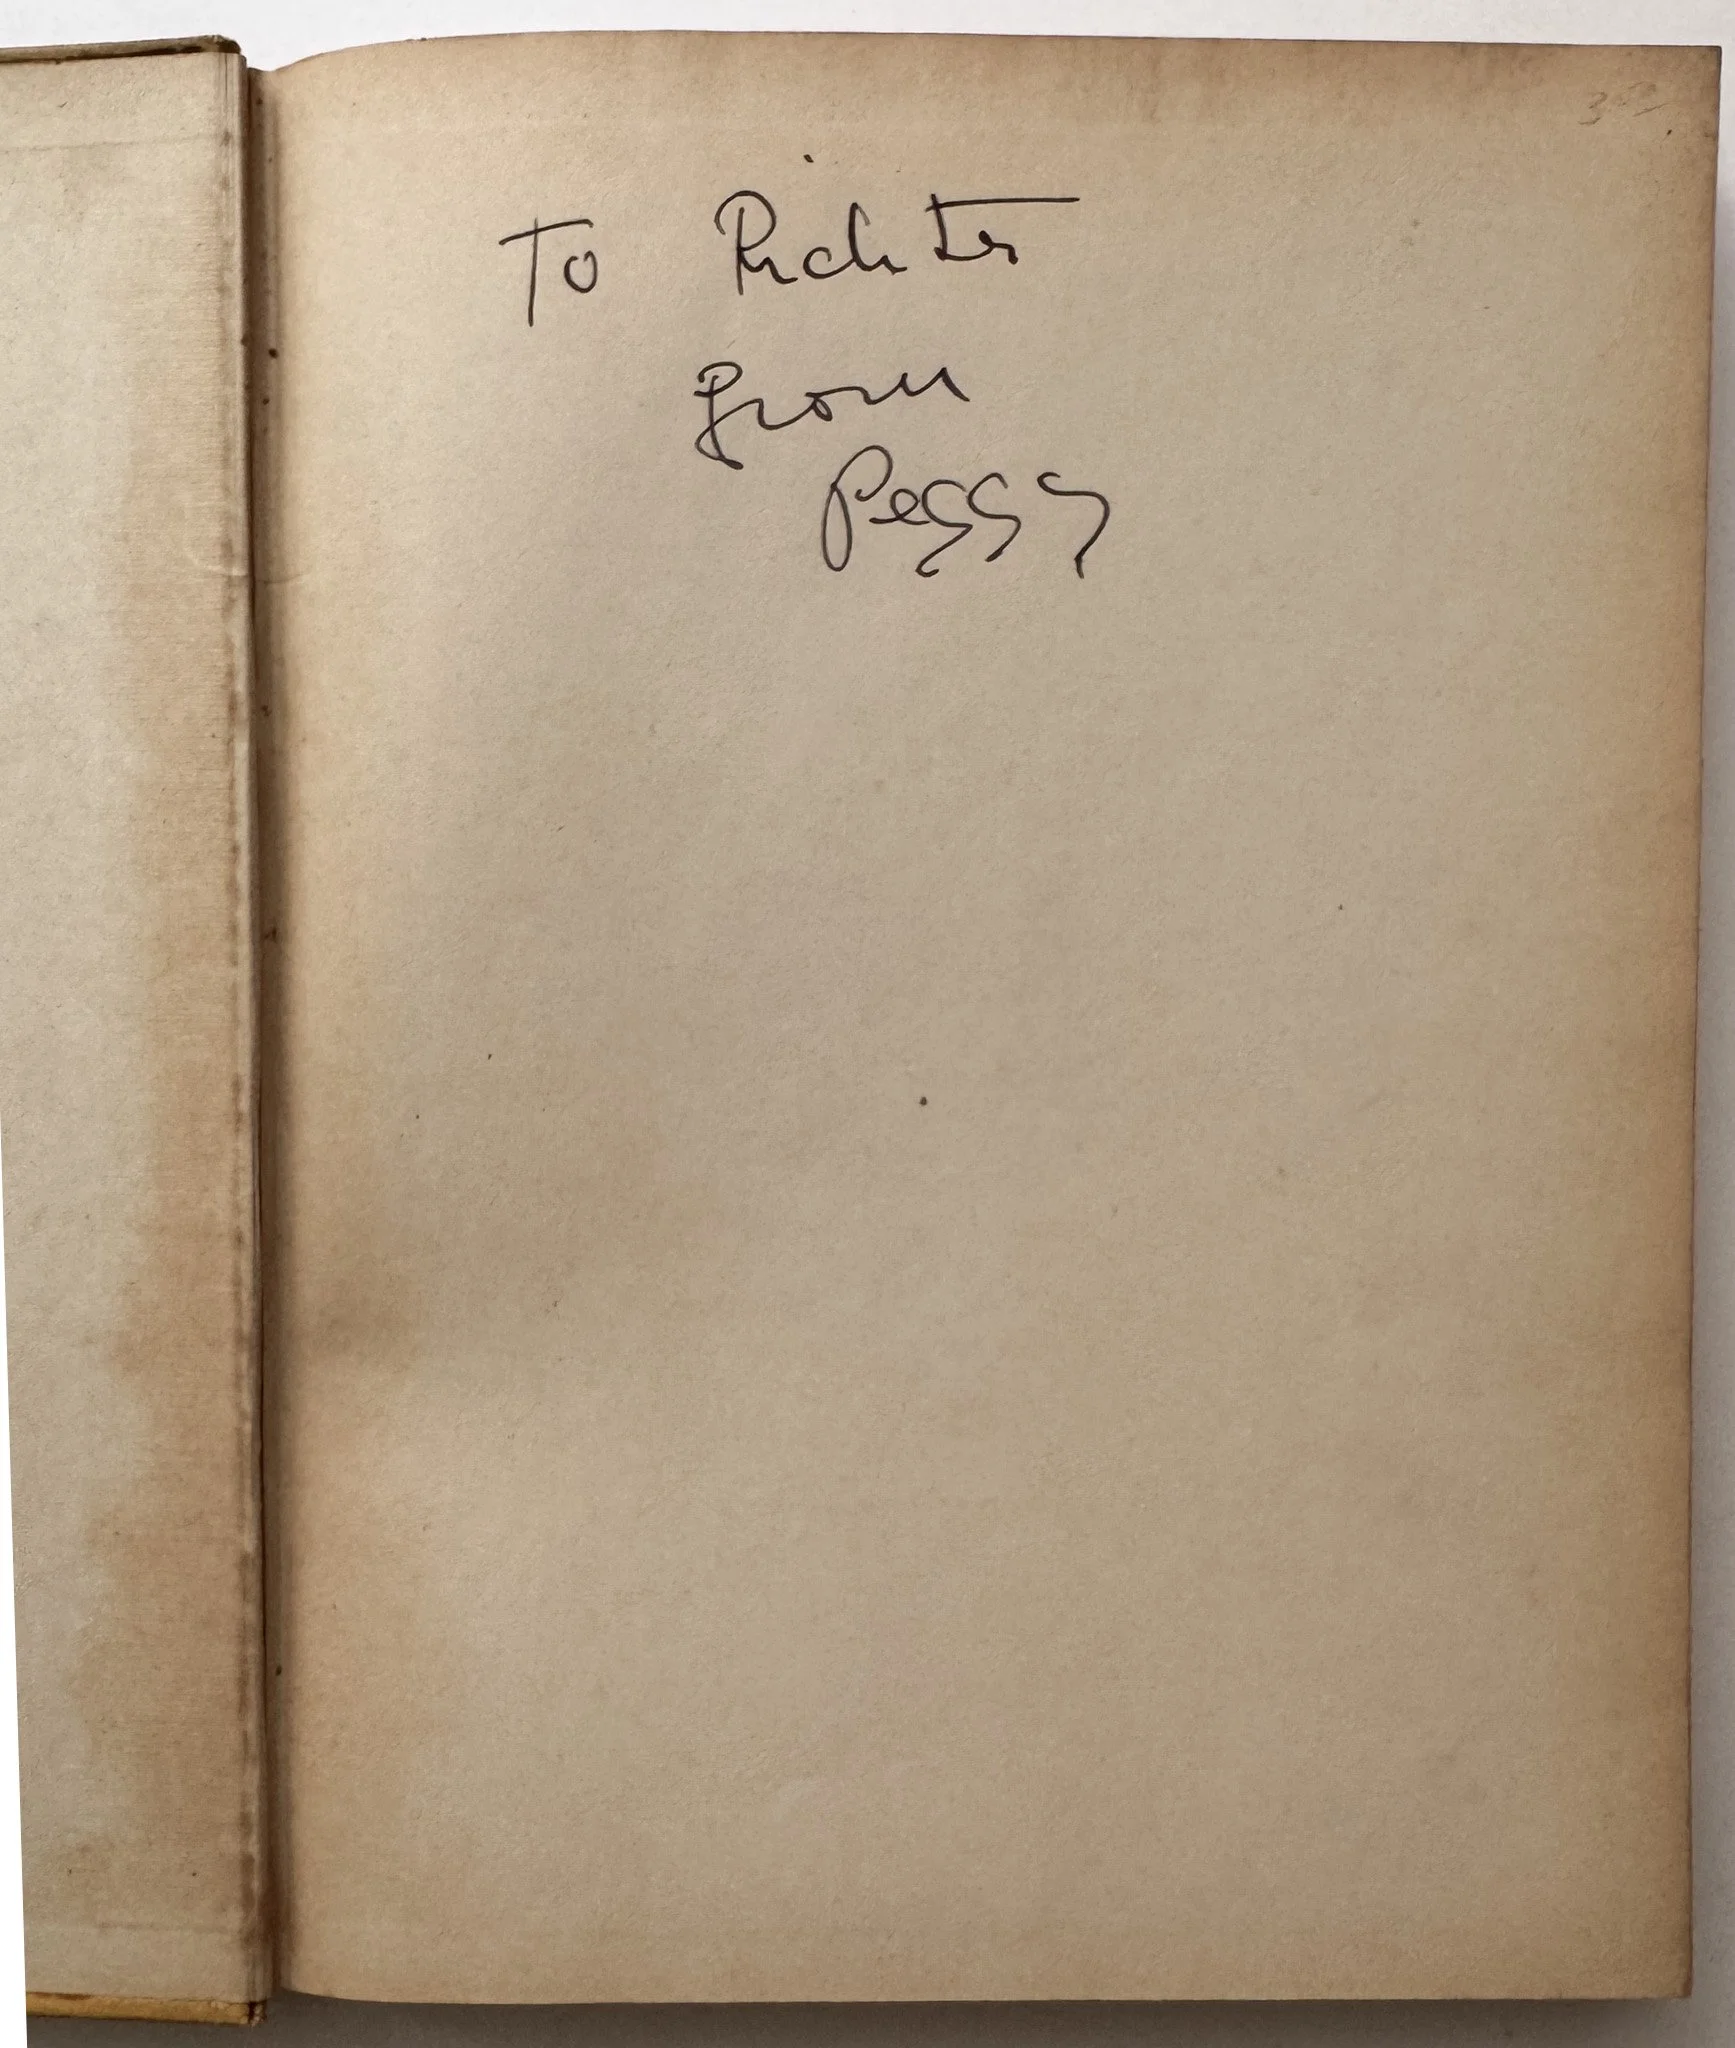 To Richter
from
Peggy